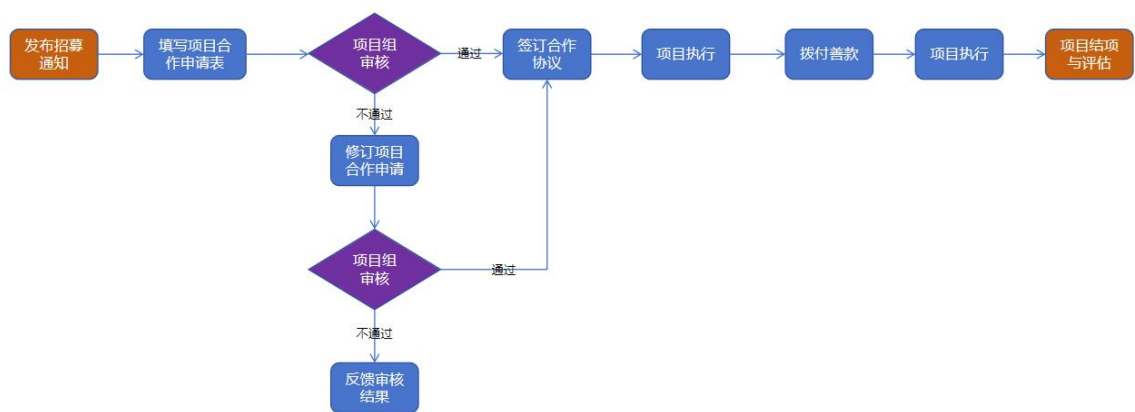 发布招募
通知
填写项目合
作申请表
项目组
审核
通过
签订合作
协议
项目执行
拨付善款
项目执行
项目结项
与评估
不通过
修订项目
合作申请
项目组
审核
通过
不通过
反馈审核
结果